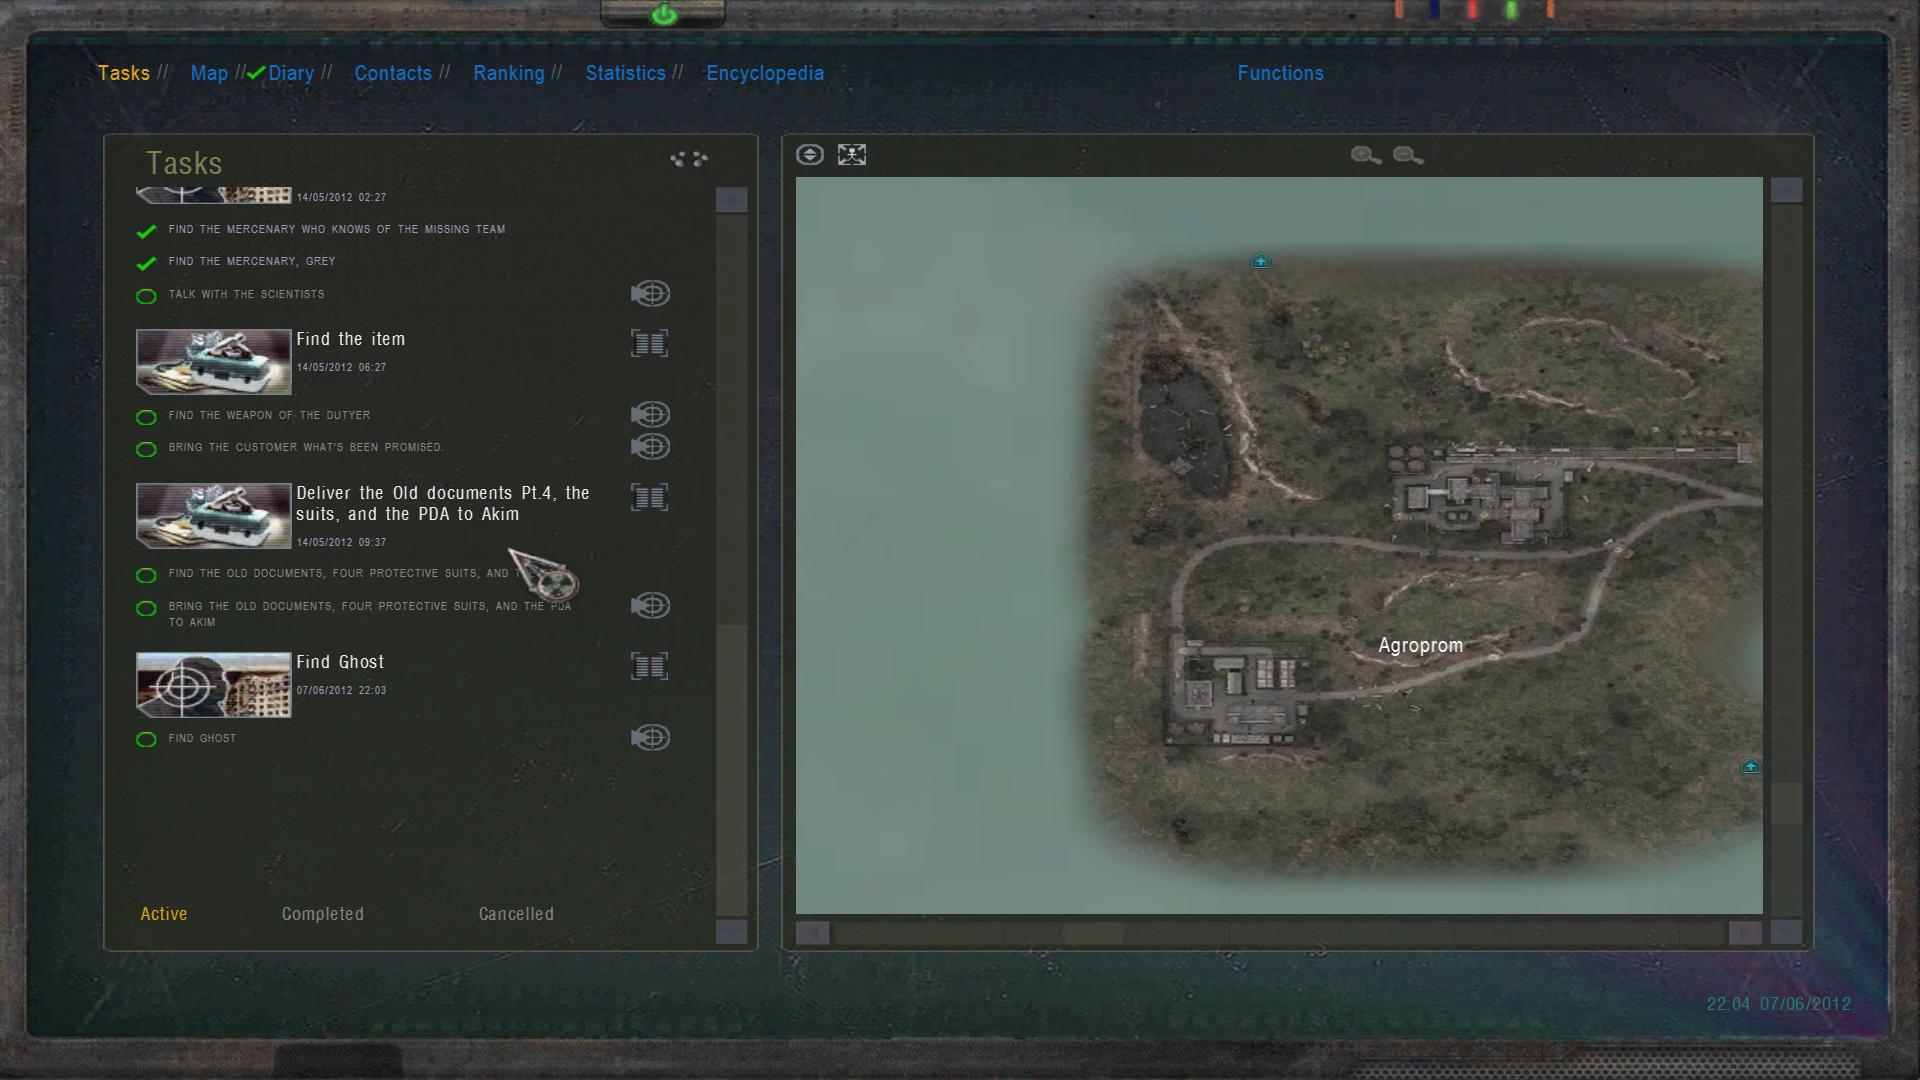 Tasks // Map // Diary // Contacts // Ranking // Statistics // Encyclopedia
Functions
Tasks
14/05/2012 02:27
FIND THE MERCENARY WHO KNOWS OF THE MISSING TEAM
FIND THE MERCENARY, GREY
TALK WITH THE SCIENTISTS
Find the item
14/05/2012 06:27
FIND THE WEAPON OF THE DUTYER
BRING THE CUSTOMER WHAT'S BEEN PROMISED.
Deliver the Old documents Pt.4, the
suits, and the PDA to Akim
14/05/2012 09:37
FIND THE OLD DOCUMENTS, FOUR PROTECTIVE SUITS, AND
BRING THE OLD DOCUMENTS, FOUR PROTECTIVE SUITS, AND THE PDA
TO AKIM
Find Ghost
07/06/2012 22:03
FIND GHOST
Active
Completed
Cancelled
Agroprom
22:04 07/06/2012